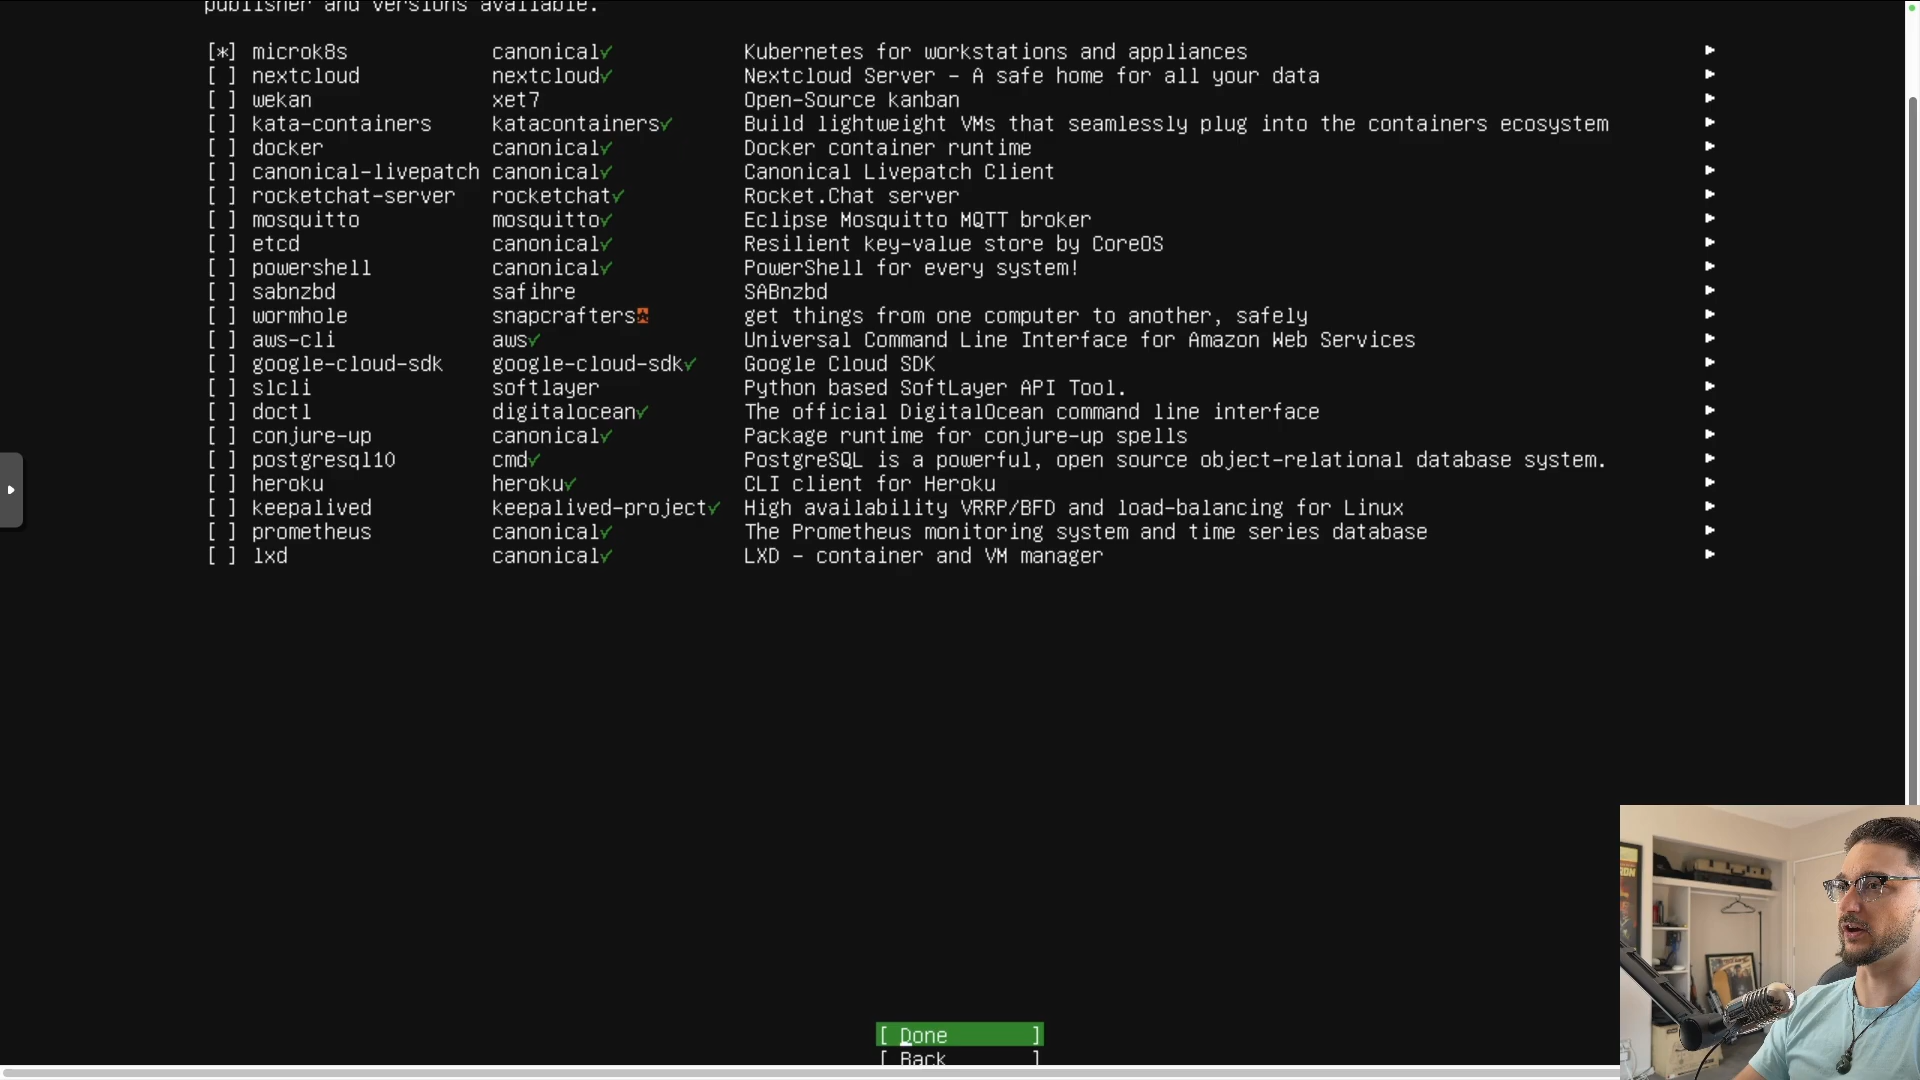 publisher and versions available.
[*] microk8s canonical✓ Kubernetes for workstations and appliances ▸
[ ] nextcloud nextcloud✓ Nextcloud Server - A safe home for all your data ▸
[ ] wekan xet7 Open-Source kanban ▸
[ ] kata-containers katacontainers✓ Build lightweight VMs that seamlessly plug into the containers ecosystem ▸
[ ] docker canonical✓ Docker container runtime ▸
[ ] canonical-livepatch canonical✓ Canonical Livepatch Client ▸
[ ] rocketchat-server rocketchat✓ Rocket.Chat server ▸
[ ] mosquitto mosquitto✓ Eclipse Mosquitto MQTT broker ▸
[ ] etcd canonical✓ Resilient key-value store by CoreOS ▸
[ ] powershell canonical✓ PowerShell for every system! ▸
[ ] sabnzbd safihre SABnzbd ▸
[ ] wormhole snapcrafters get things from one computer to another, safely ▸
[ ] aws-cli aws✓ Universal Command Line Interface for Amazon Web Services ▸
[ ] google-cloud-sdk google-cloud-sdk✓ Google Cloud SDK ▸
[ ] slcli softlayer Python based SoftLayer API Tool. ▸
[ ] doctl digitalocean✓ The official DigitalOcean command line interface ▸
[ ] conjure-up canonical✓ Package runtime for conjure-up spells ▸
[ ] postgresql10 cmd✓ PostgreSQL is a powerful, open source object-relational database system. ▸
[ ] heroku heroku✓ CLI client for Heroku ▸
[ ] keepalived keepalived-project✓ High availability VRRP/BFD and load-balancing for Linux ▸
[ ] prometheus canonical✓ The Prometheus monitoring system and time series database ▸
[ ] lxd canonical✓ LXD - container and VM manager ▸
[ Done ]
[ Back ]